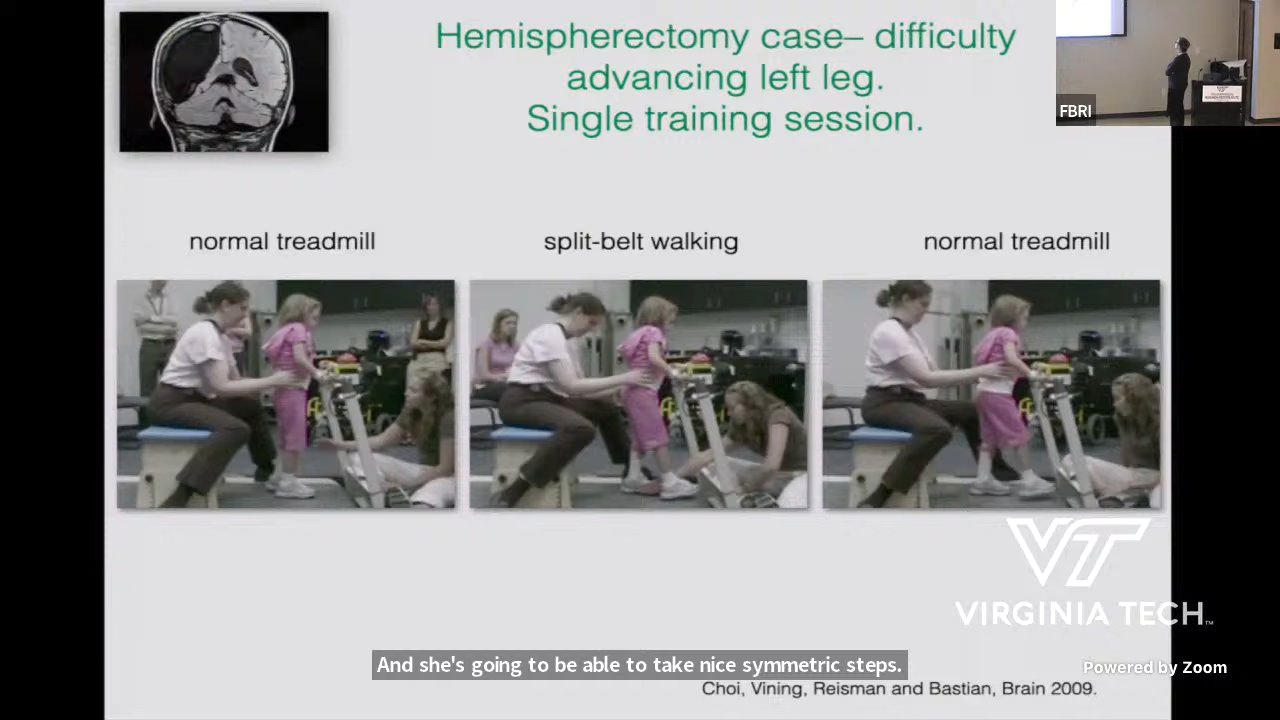 Hemispherectomy case– difficulty
advancing left leg.
Single training session.
FBRI
normal treadmill
split-belt walking
normal treadmill
VT
VIRGINIA TECH™
And she's going to be able to take nice symmetric steps.
Powered by Zoom
Choi, Vining, Reisman and Bastian, Brain 2009.